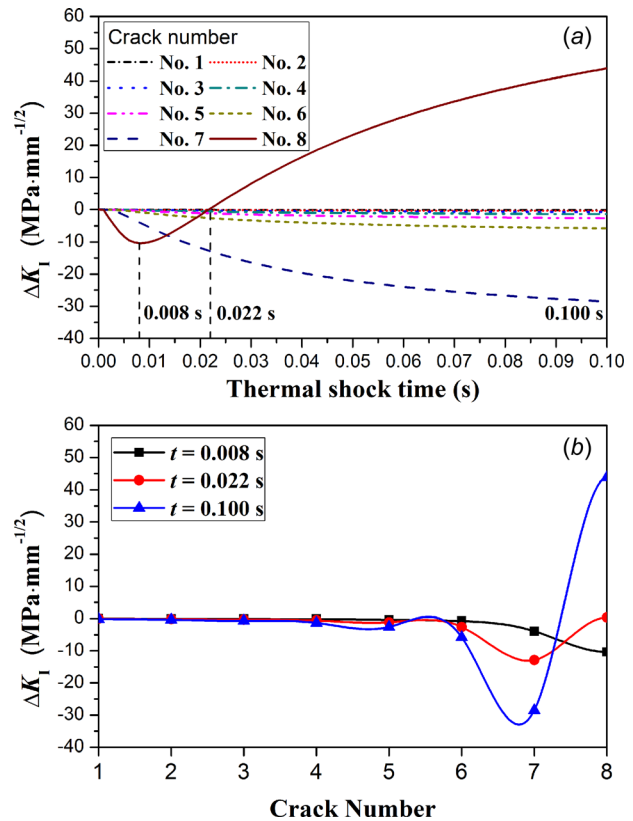 60
50
40
30
20
10
0
-10
-20
-30
-40
ΔK_I (MPa·mm^-1/2)
(a)
Crack number
No. 1 No. 2
No. 3 No. 4
No. 5 No. 6
No. 7 No. 8
0.008 s 0.022 s 0.100 s
0.00 0.01 0.02 0.03 0.04 0.05 0.06 0.07 0.08 0.09 0.10
Thermal shock time (s)
60
50
40
30
20
10
0
-10
-20
-30
-40
ΔK_I (MPa·mm^-1/2)
(b)
t = 0.008 s
t = 0.022 s
t = 0.100 s
1 2 3 4 5 6 7 8
Crack Number